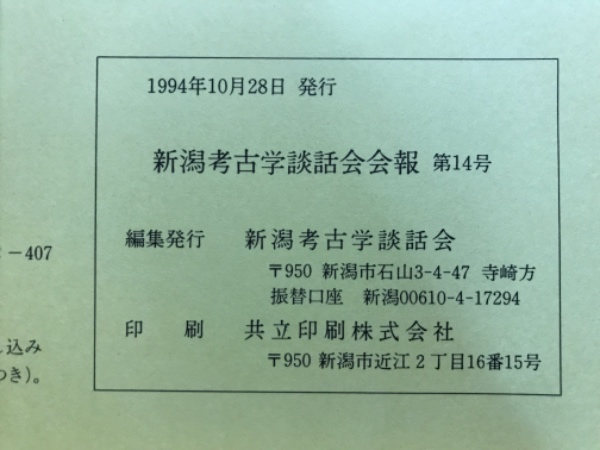 1994年10月28日 発行
新潟考古学談話会会報 第14号
編集発行 新潟考古学談話会
〒950 新潟市石山3-4-47 寺崎方
振替口座 新潟00610-4-17294
印刷 共立印刷株式会社
〒950 新潟市近江2丁目16番15号
－407
込み
き)。